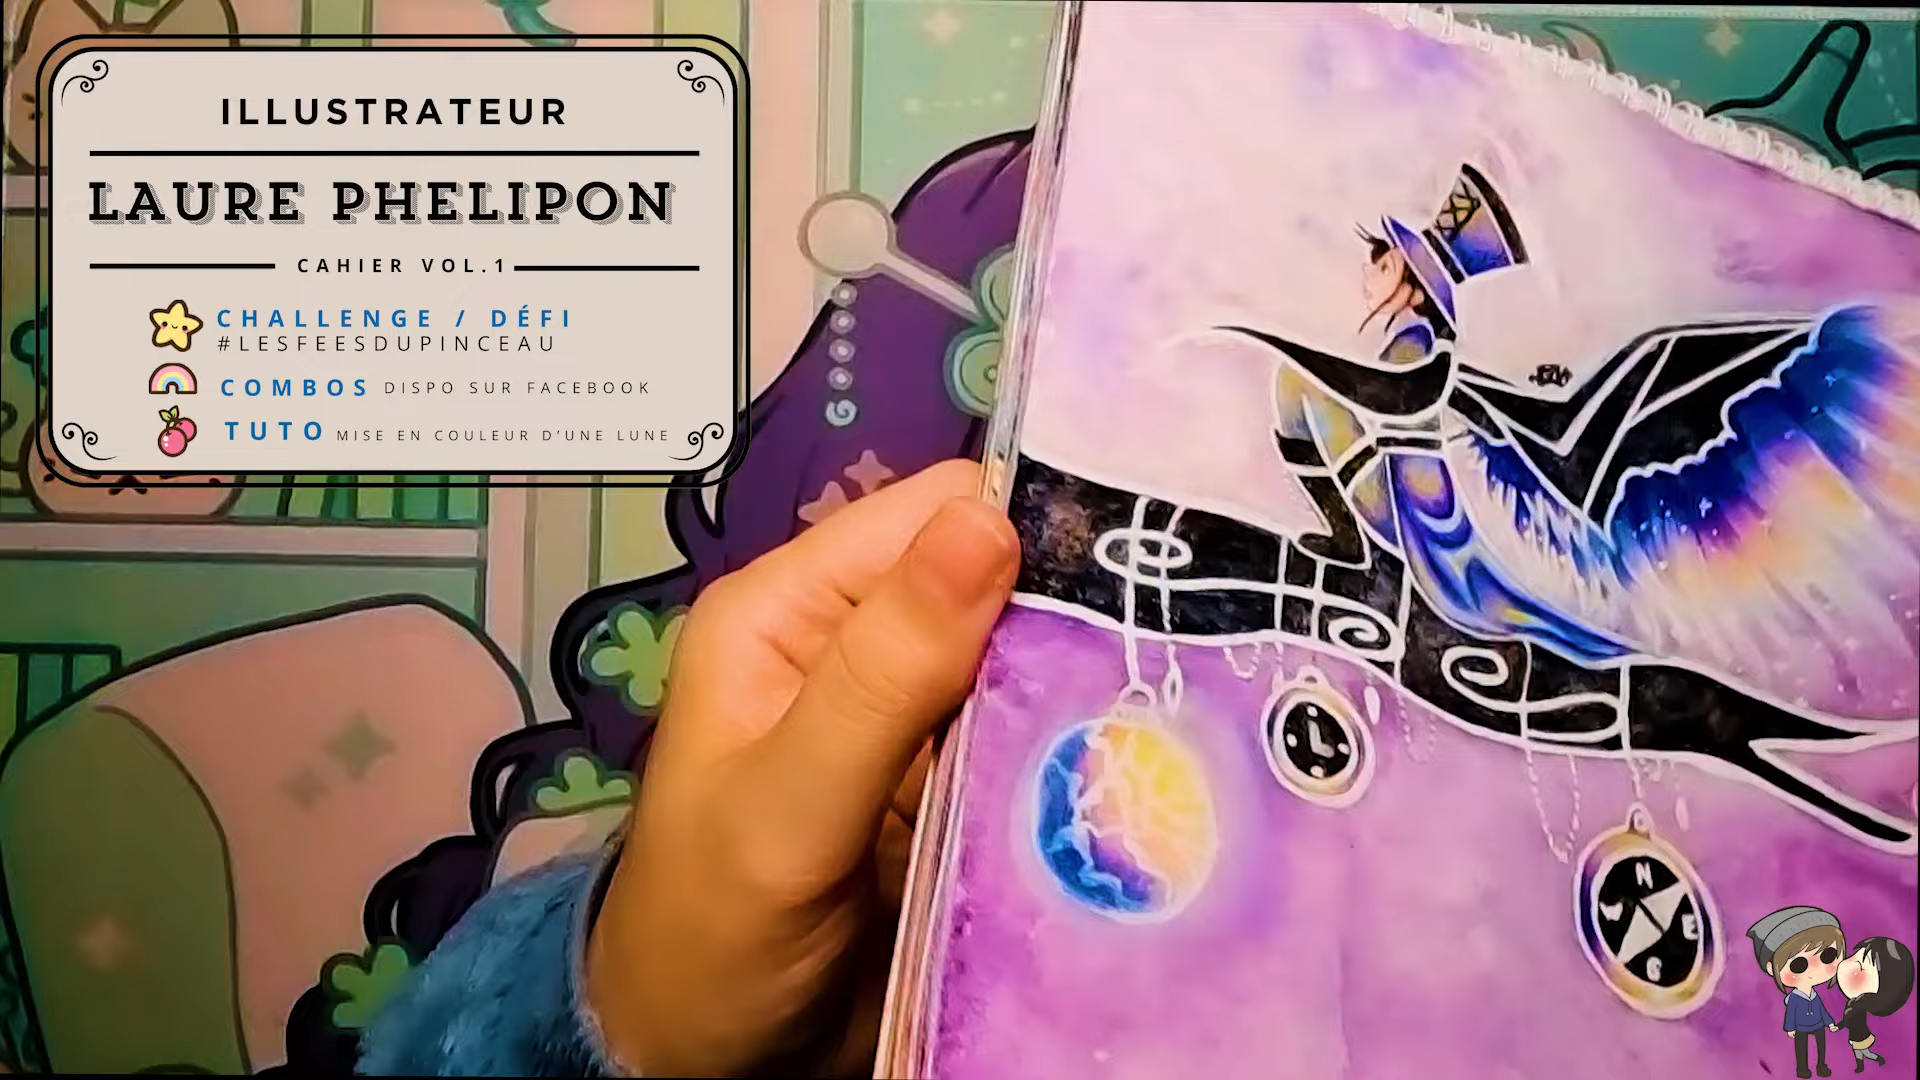 ILLUSTRATEUR
LAURE PHELIPON
CAHIER VOL.1
CHALLENGE / DÉFI
#LESFEESDUPINCEAU
COMBOS DISPO SUR FACEBOOK
TUTO MISE EN COULEUR D'UNE LUNE
N
E
S